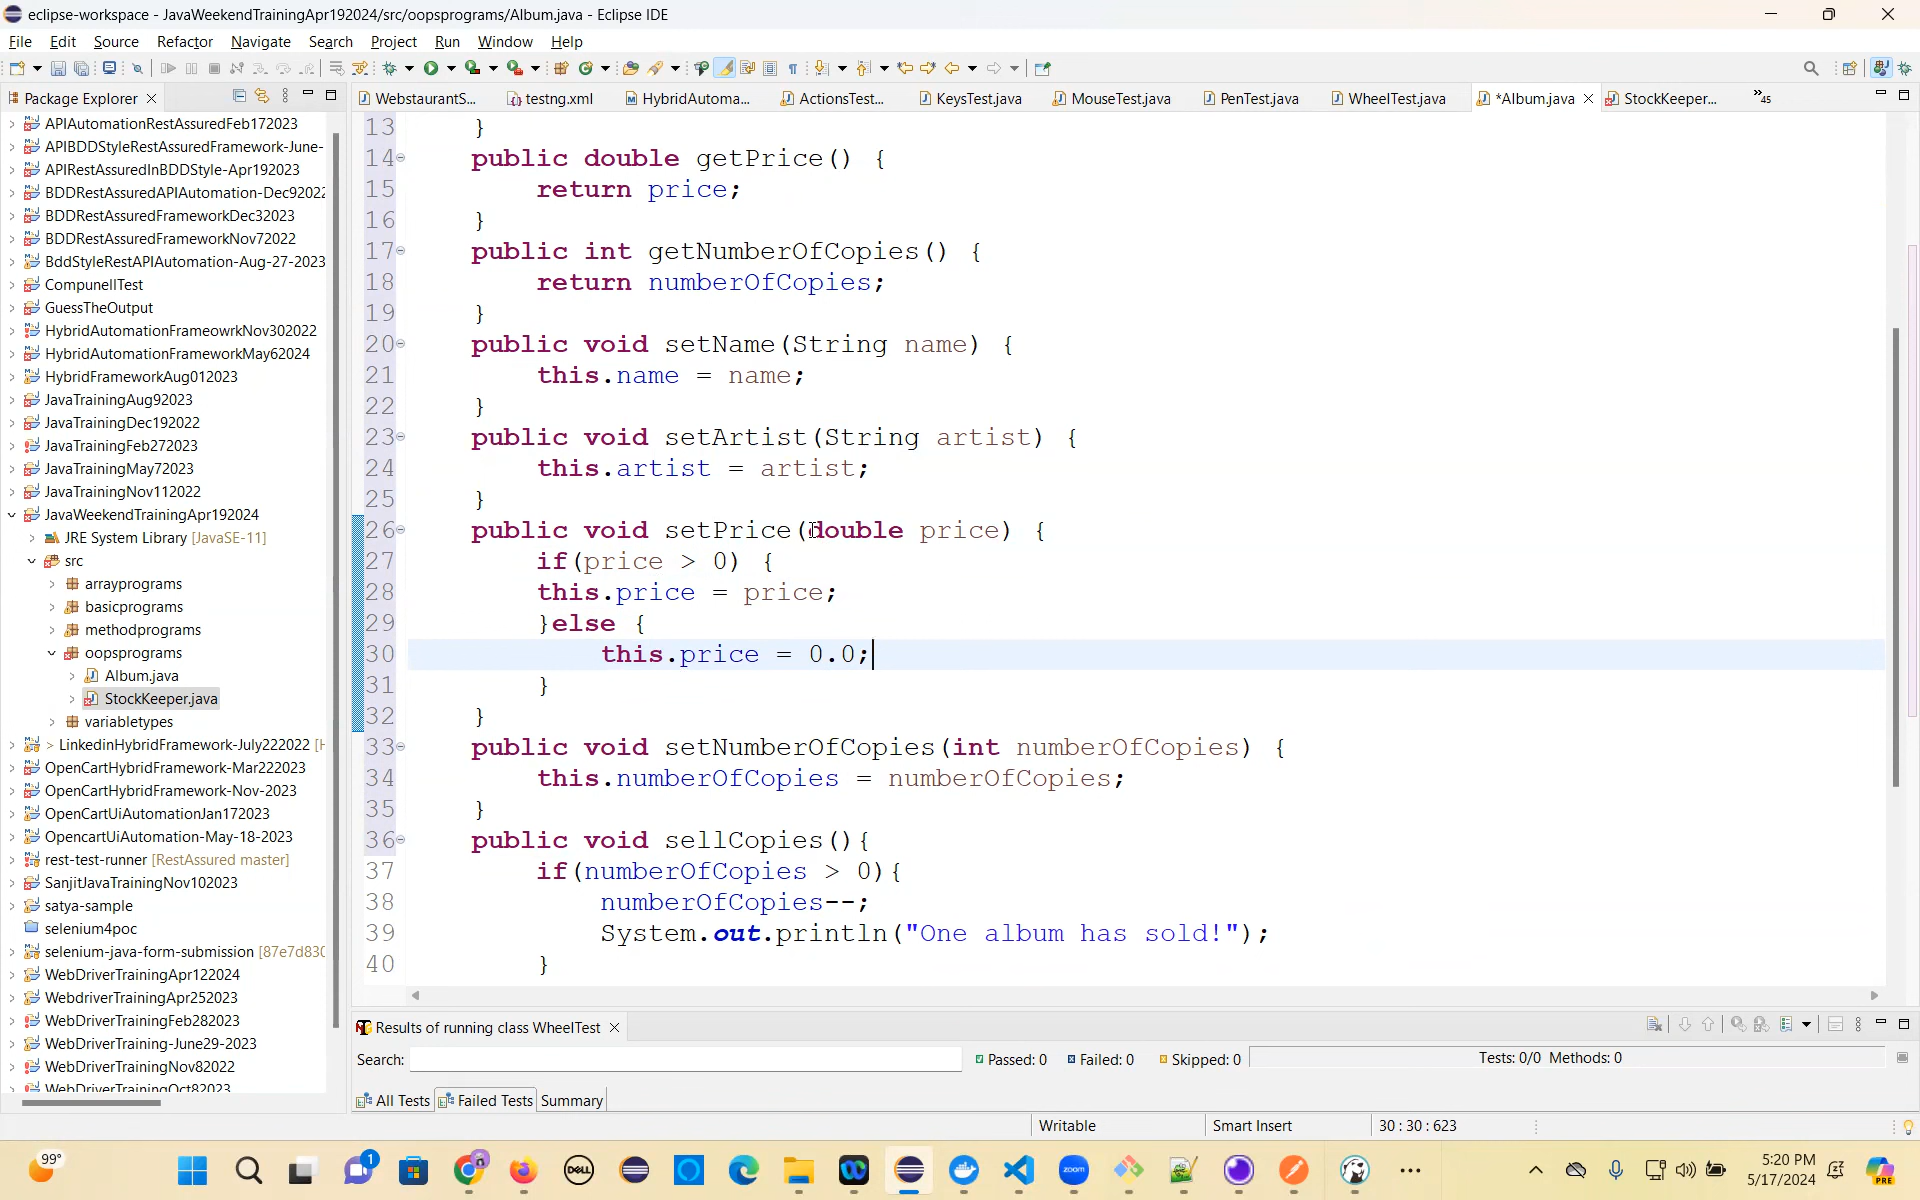 eclipse-workspace - JavaWeekendTrainingApr192024/src/oopsprograms/Album.java - Eclipse IDE
File Edit Source Refactor Navigate Search Project Run Window Help
Package Explorer
WebstaurantS...
testng.xml
HybridAutoma...
ActionsTest...
KeysTest.java
MouseTest.java
PenTest.java
WheelTest.java
*Album.java
StockKeeper...
»45
APIAutomationRestAssuredFeb172023
APIBDDStyleRestAssuredFramework-June-
APIRestAssuredInBDDStyle-Apr192023
BDDRestAssuredAPIAutomation-Dec92022
BDDRestAssuredFrameworkDec32023
BDDRestAssuredFrameworkNov72022
BddStyleRestAPIAutomation-Aug-27-2023
CompunellTest
GuessTheOutput
HybridAutomationFrameowrkNov302022
HybridAutomationFrameworkMay62024
HybridFrameworkAug012023
JavaTrainingAug92023
JavaTrainingDec192022
JavaTrainingFeb272023
JavaTrainingMay72023
JavaTrainingNov112022
JavaWeekendTrainingApr192024
JRE System Library [JavaSE-11]
src
arrayprograms
basicprograms
methodprograms
oopsprograms
Album.java
StockKeeper.java
variabletypes
> LinkedinHybridFramework-July222022 [H
OpenCartHybridFramework-Mar222023
OpenCartHybridFramework-Nov-2023
OpenCartUiAutomationJan172023
OpencartUiAutomation-May-18-2023
rest-test-runner [RestAssured master]
SanjitJavaTrainingNov102023
satya-sample
selenium4poc
selenium-java-form-submission [87e7d830
WebDriverTrainingApr122024
WebdriverTrainingApr252023
WebDriverTrainingFeb282023
WebDriverTraining-June29-2023
WebDriverTrainingNov82022
WebDriverTrainingOct82023
13 }
14 public double getPrice() {
15 return price;
16 }
17 public int getNumberOfCopies() {
18 return numberOfCopies;
19 }
20 public void setName(String name) {
21 this.name = name;
22 }
23 public void setArtist(String artist) {
24 this.artist = artist;
25 }
26 public void setPrice(double price) {
27 if(price > 0) {
28 this.price = price;
29 }else {
30 this.price = 0.0;
31 }
32 }
33 public void setNumberOfCopies(int numberOfCopies) {
34 this.numberOfCopies = numberOfCopies;
35 }
36 public void sellCopies(){
37 if(numberOfCopies > 0){
38 numberOfCopies--;
39 System.out.println("One album has sold!");
40 }
Results of running class WheelTest
Search:
Passed: 0 Failed: 0 Skipped: 0
Tests: 0/0 Methods: 0
All Tests Failed Tests Summary
Writable
Smart Insert
30 : 30 : 623
99°
1
DELL
zoom
5:20 PM
5/17/2024
PRE